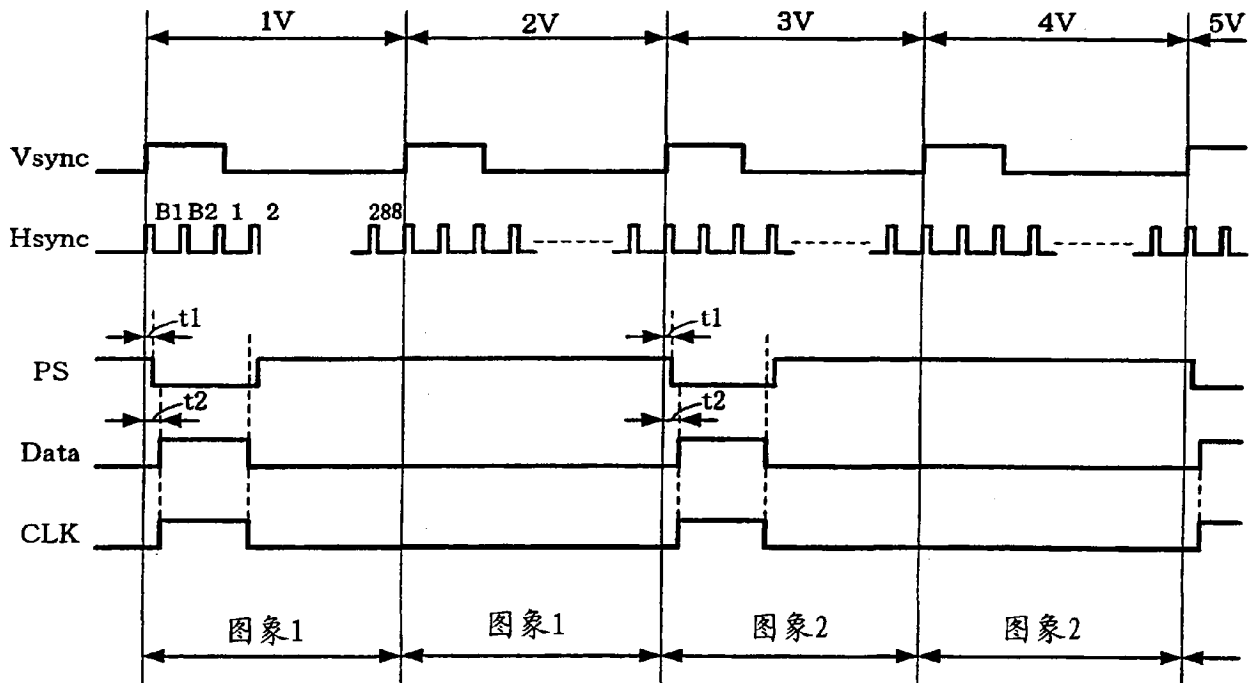 1V 2V 3V 4V 5V
Vsync
B1 B2 1 2 288
Hsync
t1 t1
PS
t2 t2
Data
CLK
图象1 图象1 图象2 图象2